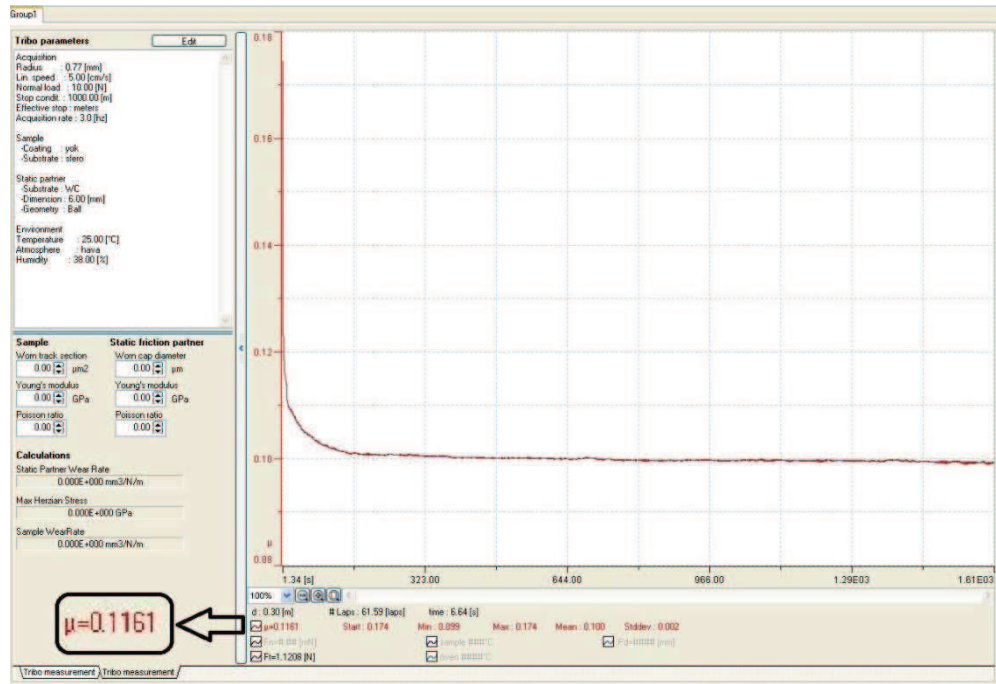 Group1
Tribo parameters
Edit
Acquisition
Radius : 0.77 [mm]
Lin. speed : 5.00 [cm/s]
Normal load : 10.00 [N]
Stop condit. : 1000.00 [m]
Effective stop : meters
Acquisition rate : 3.0 [hz]
Sample
-Coating : yok
-Substrate : sfero
Static partner
-Substrate : WC
-Dimension : 6.00 [mm]
-Geometry : Ball
Environment
Temperature : 25.00 [°C]
Atmosphere : hava
Humidity : 38.00 [%]
Sample Static friction partner
Worn track section Worn cap diameter
0.00 µm2 0.00 µm
Young's modulus Young's modulus
0.00 GPa 0.00 GPa
Poisson ratio Poisson ratio
0.00 0.00
Calculations
Static Partner Wear Rate
0.000E+000 mm3/N/m
Max Herzian Stress
0.000E+000 GPa
Sample WearRate
0.000E+000 mm3/N/m
µ=0.1161
0.18
0.16
0.14
0.12
0.10
µ
1.34 [s] 323.00 644.00 966.00 1.29E03 1.61E03
100%
d : 0.30 [m] # Laps : 61.59 [laps] time : 6.64 [s]
µ=0.1161 Start : 0.174 Min : 0.099 Max : 0.174 Mean : 0.100 Stddev : 0.002
Ft=1.1208 [N]
Tribo measurement Tribo measurement